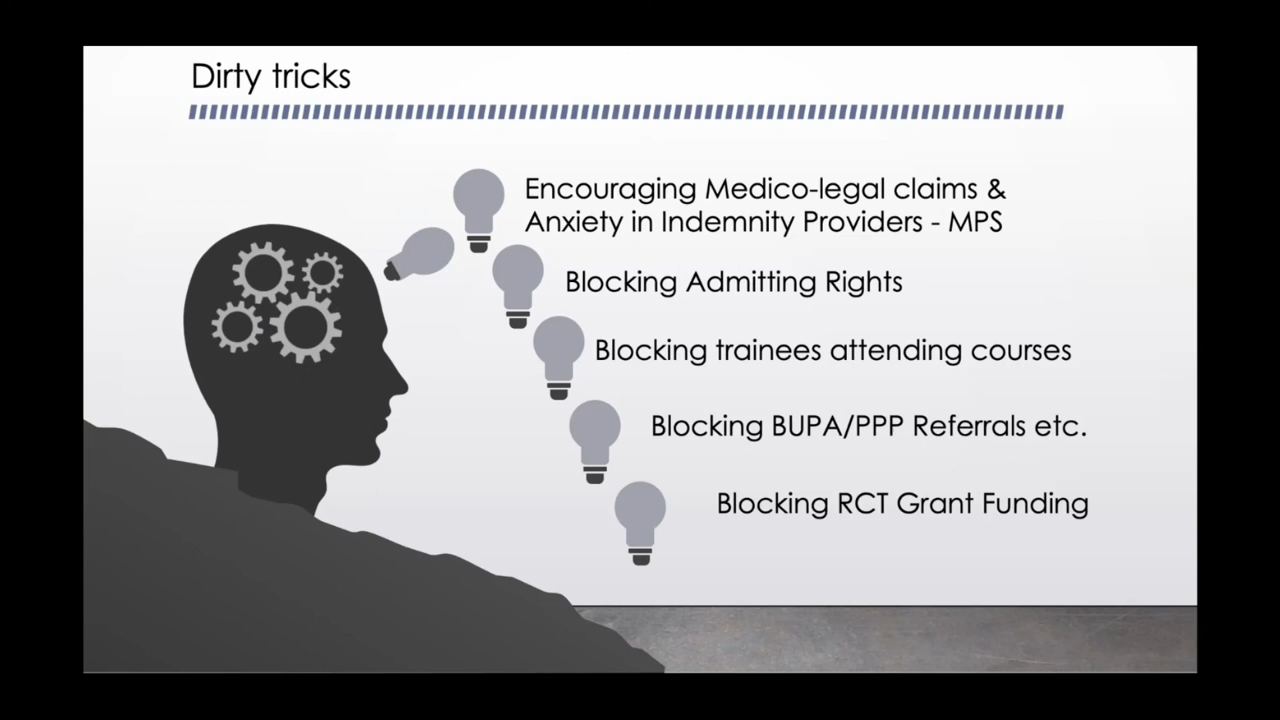 Dirty tricks
Encouraging Medico-legal claims &
Anxiety in Indemnity Providers - MPS
Blocking Admitting Rights
Blocking trainees attending courses
Blocking BUPA/PPP Referrals etc.
Blocking RCT Grant Funding